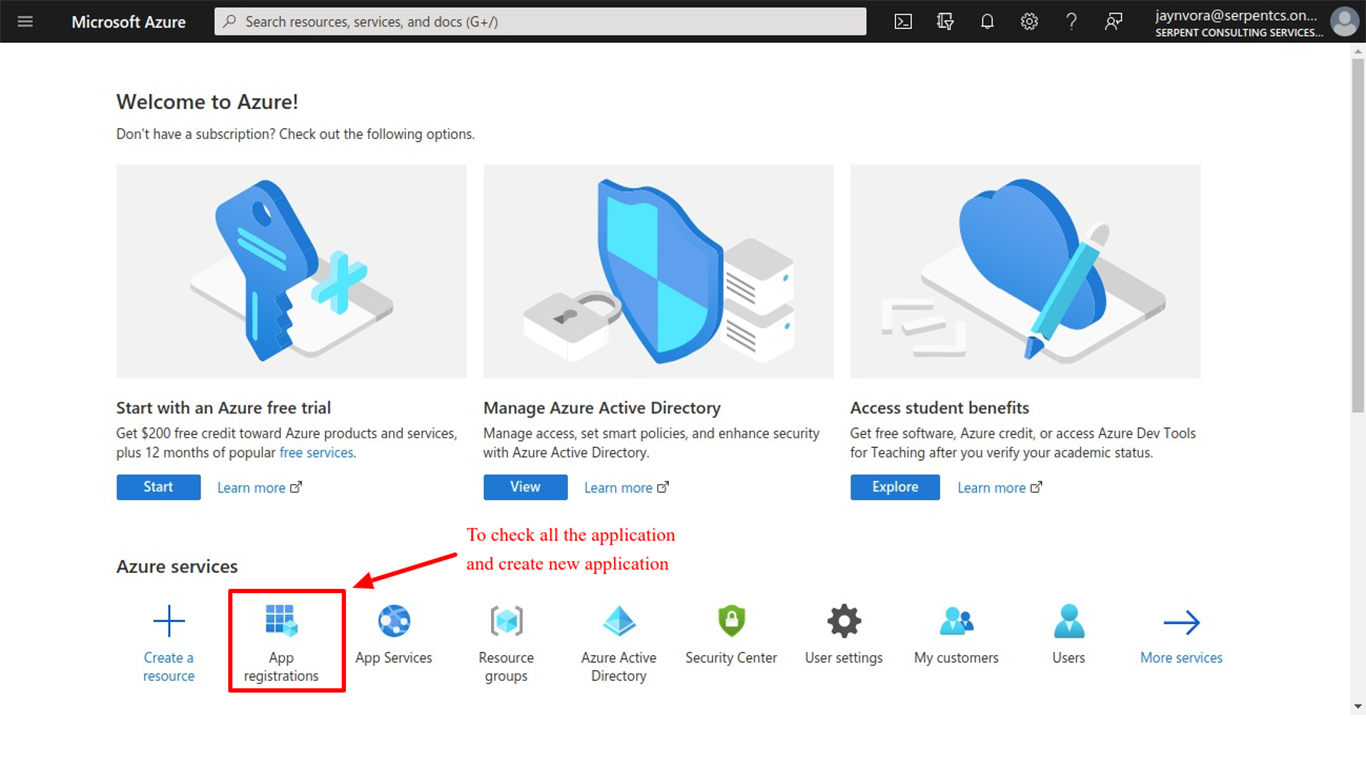 Microsoft Azure
Search resources, services, and docs (G+/)
jaynvora@serpentcs.on...
SERPENT CONSULTING SERVICES...
Welcome to Azure!
Don't have a subscription? Check out the following options.
Start with an Azure free trial
Get $200 free credit toward Azure products and services,
plus 12 months of popular free services.
Start
Learn more
Manage Azure Active Directory
Manage access, set smart policies, and enhance security
with Azure Active Directory.
View
Learn more
Access student benefits
Get free software, Azure credit, or access Azure Dev Tools
for Teaching after you verify your academic status.
Explore
Learn more
To check all the application
and create new application
Azure services
Create a
resource
App
registrations
App Services
Resource
groups
Azure Active
Directory
Security Center
User settings
My customers
Users
More services